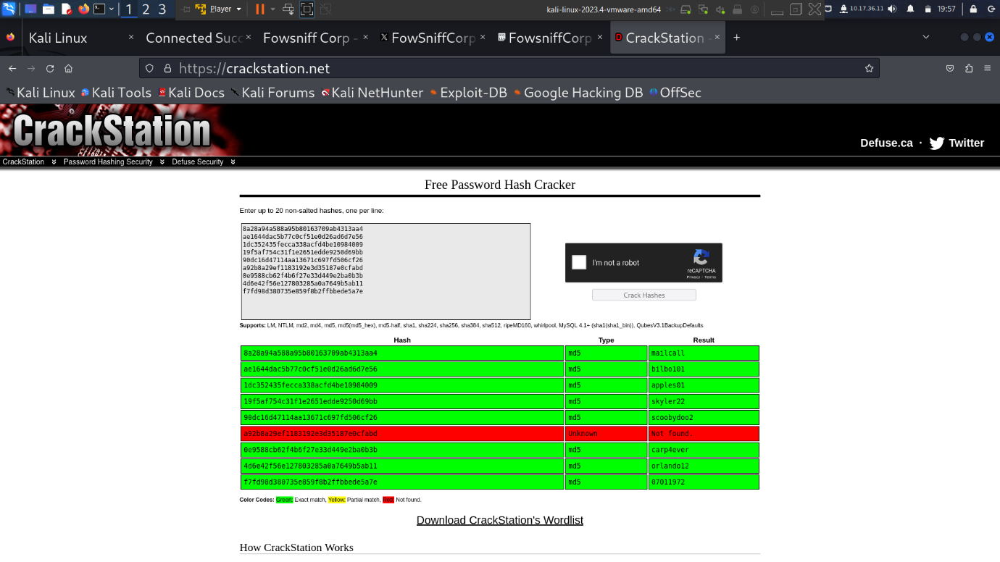 1 2 3 Player kali-linux-2023.4-vmware-amd64 10.17.36.11 19:57
Kali Linux × Connected Succ × Fowsniff Corp - × X FowSniffCorp × FowsniffCorp × CrackStation - × +
https://crackstation.net
Kali Linux Kali Tools Kali Docs Kali Forums Kali NetHunter Exploit-DB Google Hacking DB OffSec
CrackStation
Defuse.ca · Twitter
CrackStation Password Hashing Security Defuse Security
Free Password Hash Cracker
Enter up to 20 non-salted hashes, one per line:
8a28a94a588a95b80163709ab4313aa4
ae1644dac5b77c0cf51e0d26ad6d7e56
1dc352435fecca338acfd4be10984009
19f5af754c31f1e2651edde9250d69bb
90dc16d47114aa13671c697fd506cf26
a92b8a29ef1183192e3d35187e0cfabd
0e9588cb62f4b6f27e33d449e2ba0b3b
4d6e42f56e127803285a0a7649b5ab11
f7fd98d380735e859f8b2ffbbede5a7e
I'm not a robot
reCAPTCHA
Privacy - Terms
Crack Hashes
Supports: LM, NTLM, md2, md4, md5, md5(md5_hex), md5-half, sha1, sha224, sha256, sha384, sha512, ripeMD160, whirlpool, MySQL 4.1+ (sha1(sha1_bin)), QubesV3.1BackupDefaults
Hash Type Result
8a28a94a588a95b80163709ab4313aa4 md5 mailcall
ae1644dac5b77c0cf51e0d26ad6d7e56 md5 bilbo101
1dc352435fecca338acfd4be10984009 md5 apples01
19f5af754c31f1e2651edde9250d69bb md5 skyler22
90dc16d47114aa13671c697fd506cf26 md5 scoobydoo2
a92b8a29ef1183192e3d35187e0cfabd Unknown Not found.
0e9588cb62f4b6f27e33d449e2ba0b3b md5 carp4ever
4d6e42f56e127803285a0a7649b5ab11 md5 orlando12
f7fd98d380735e859f8b2ffbbede5a7e md5 07011972
Color Codes: Green: Exact match, Yellow: Partial match, Red: Not found.
Download CrackStation's Wordlist
How CrackStation Works